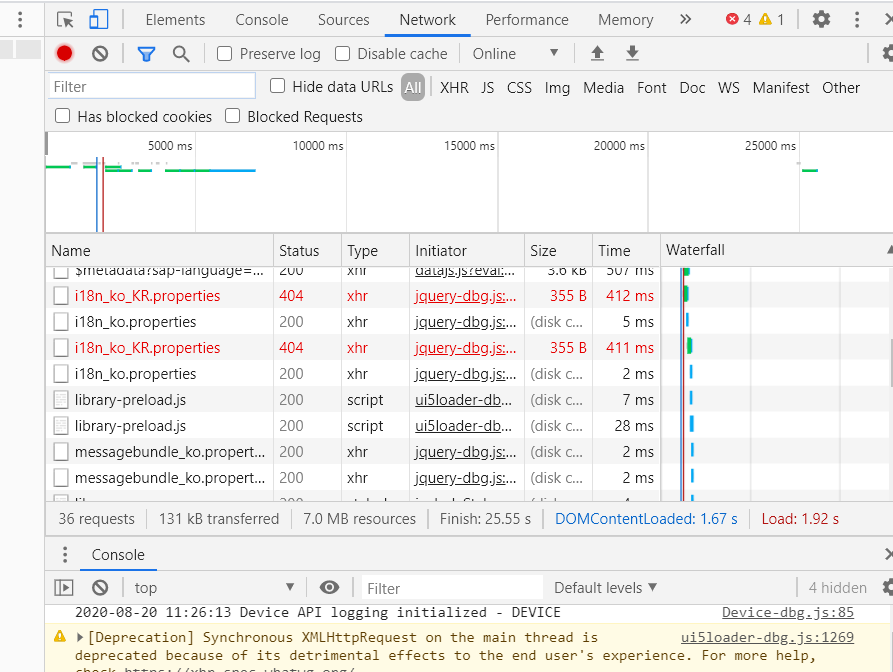 Elements Console Sources Network Performance Memory » 4 1
Preserve log Disable cache Online ▼
Filter Hide data URLs All XHR JS CSS Img Media Font Doc WS Manifest Other
Has blocked cookies Blocked Requests
5000 ms 10000 ms 15000 ms 20000 ms 25000 ms
Name Status Type Initiator Size Time Waterfall
$metadata?sap-language=... 200 xhr datajs.js?eval:... 3.6 kB 507 ms
i18n_ko_KR.properties 404 xhr jquery-dbg.js:... 355 B 412 ms
i18n_ko.properties 200 xhr jquery-dbg.js:... (disk c... 5 ms
i18n_ko_KR.properties 404 xhr jquery-dbg.js:... 355 B 411 ms
i18n_ko.properties 200 xhr jquery-dbg.js:... (disk c... 2 ms
library-preload.js 200 script ui5loader-db... (disk c... 7 ms
library-preload.js 200 script ui5loader-db... (disk c... 28 ms
messagebundle_ko.propert... 200 xhr jquery-dbg.js:... (disk c... 2 ms
messagebundle_ko.propert... 200 xhr jquery-dbg.js:... (disk c... 2 ms
36 requests 131 kB transferred 7.0 MB resources Finish: 25.55 s DOMContentLoaded: 1.67 s Load: 1.92 s
Console
top ▼ Filter Default levels ▼ 4 hidden
2020-08-20 11:26:13 Device API logging initialized - DEVICE Device-dbg.js:85
[Deprecation] Synchronous XMLHttpRequest on the main thread is ui5loader-dbg.js:1269
deprecated because of its detrimental effects to the end user's experience. For more help,
check https://xhr.spec.whatwg.org/